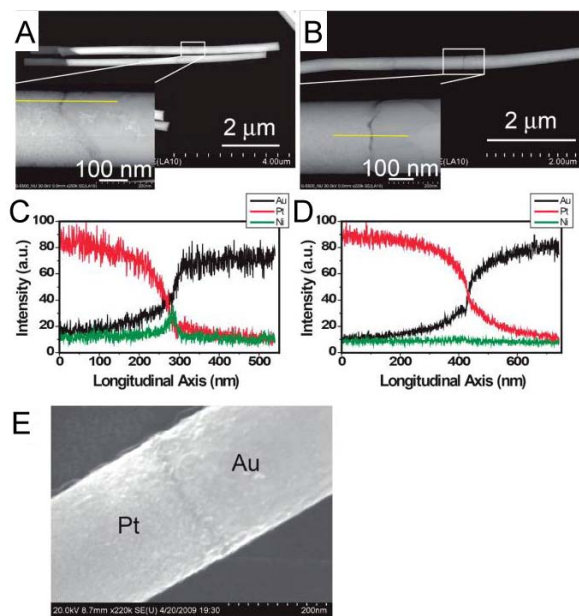 A
2 μm
4.00um
100 nm
200nm
B
2 μm
2.00um
100 nm
200nm
C
Au
Pt
Ni
100
80
60
40
20
0
Intensity (a.u.)
0 100 200 300 400 500
Longitudinal Axis (nm)
D
Au
Pt
Ni
100
80
60
40
20
0
Intensity (a.u.)
0 200 400 600
Longitudinal Axis (nm)
E
Au
Pt
20.0kV 8.7mm x220k SE(U) 4/20/2009 19:30 200nm